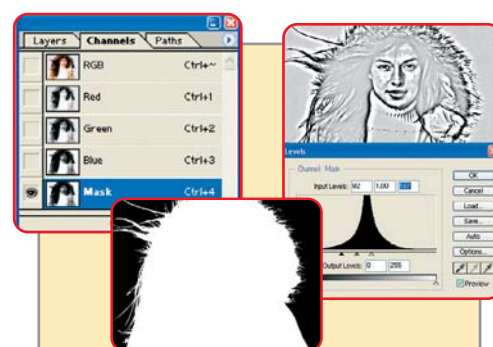 Layers Channels Paths
RGB Ctrl+~
Red Ctrl+1
Green Ctrl+2
Blue Ctrl+3
Mask Ctrl+4
Levels
Channel: Mask
Input Levels: 92 1.00
Output Levels: 0 255
OK
Cancel
Load...
Save...
Auto
Options...
Preview